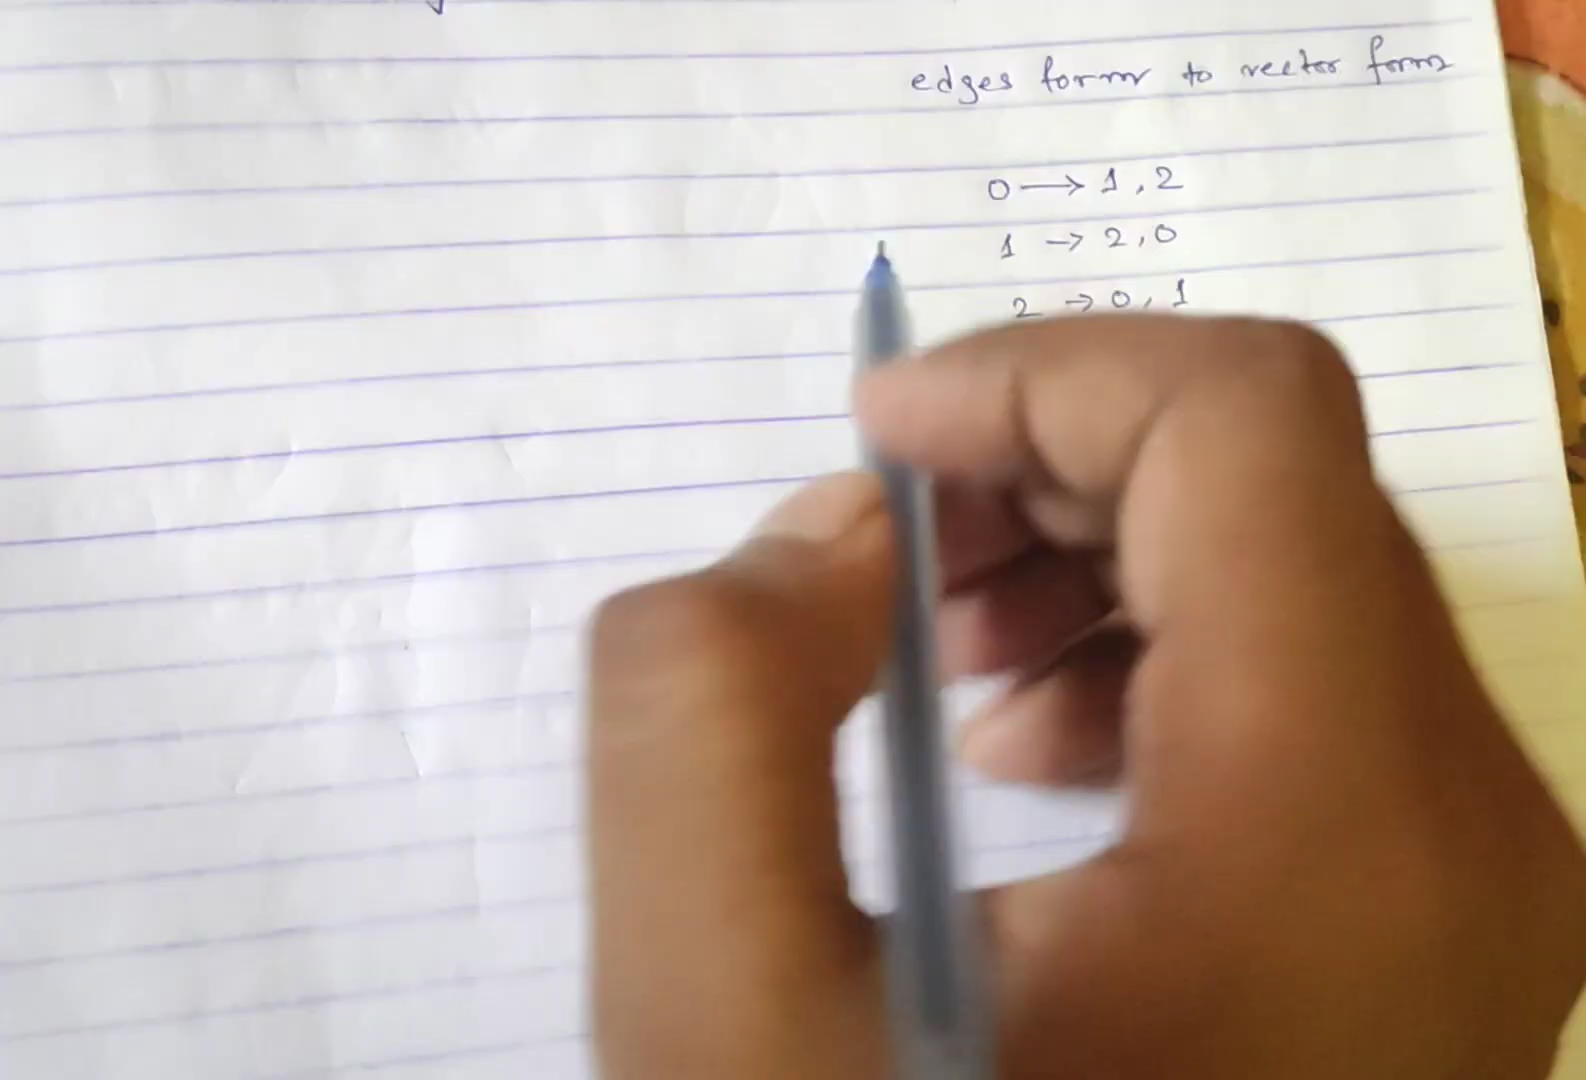 edges form to vector form
0 → 1, 2
1 → 2, 0
2 → 0, 1